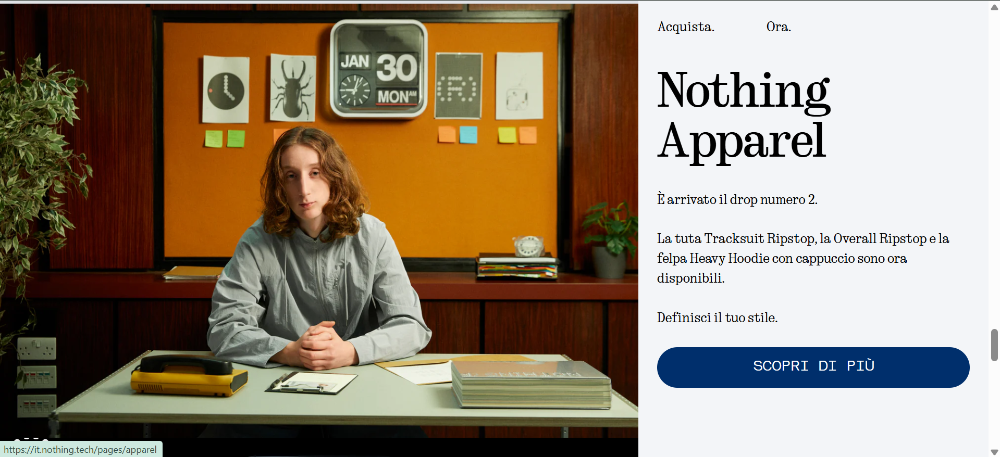 JAN 30
MON AM
Acquista. Ora.
Nothing
Apparel
È arrivato il drop numero 2.
La tuta Tracksuit Ripstop, la Overall Ripstop e la
felpa Heavy Hoodie con cappuccio sono ora
disponibili.
Definisci il tuo stile.
SCOPRI DI PIÙ
https://it.nothing.tech/pages/apparel